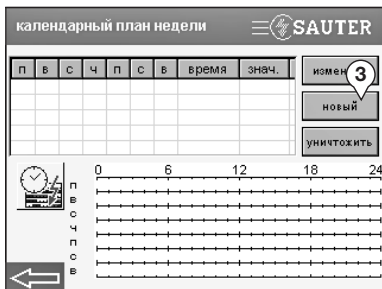 календарный план недели SAUTER
п в с ч п с в время знач.
измен
3
новый
уничтожить
0 6 12 18 24
п
в
с
ч
п
с
в